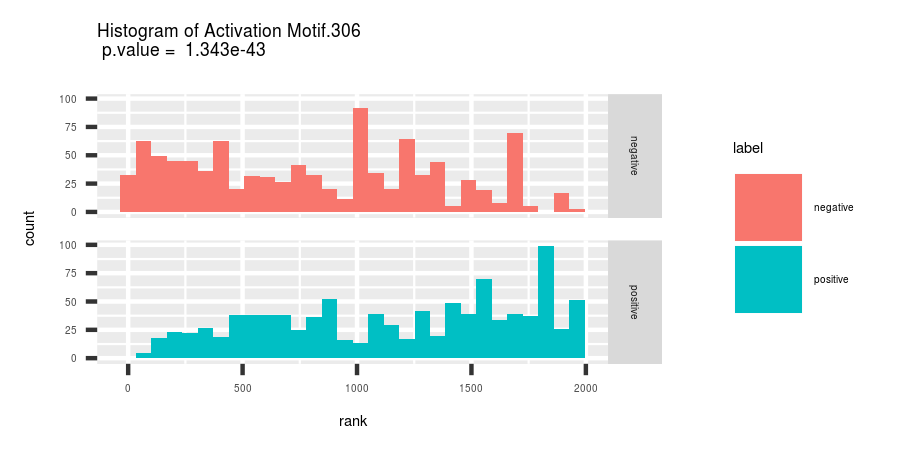 Histogram of Activation Motif.306
p.value = 1.343e-43
100
75
50
25
0
negative
100
75
50
25
0
positive
count
0 500 1000 1500 2000
rank
label
negative
positive